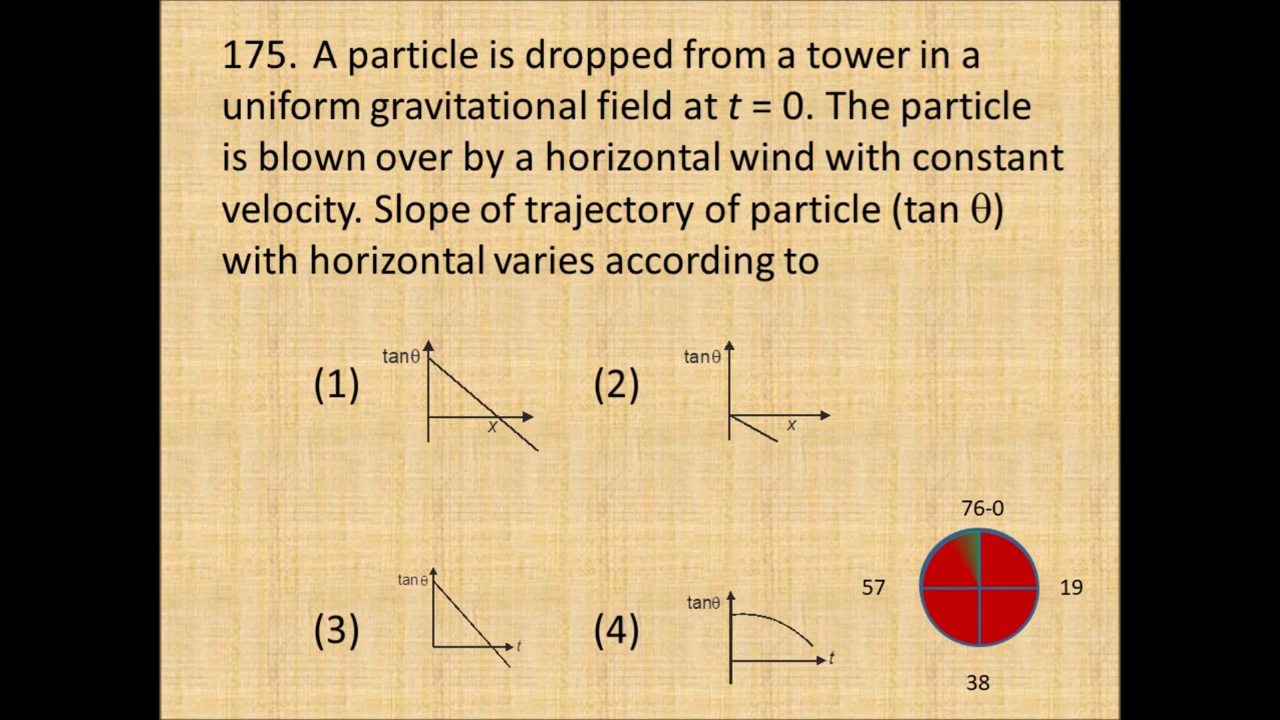 175. A particle is dropped from a tower in a
uniform gravitational field at t = 0. The particle
is blown over by a horizontal wind with constant
velocity. Slope of trajectory of particle (tan θ)
with horizontal varies according to
(1)
tanθ
x
(2)
tanθ
x
(3)
tanθ
t
(4)
tanθ
t
76-0
57
19
38